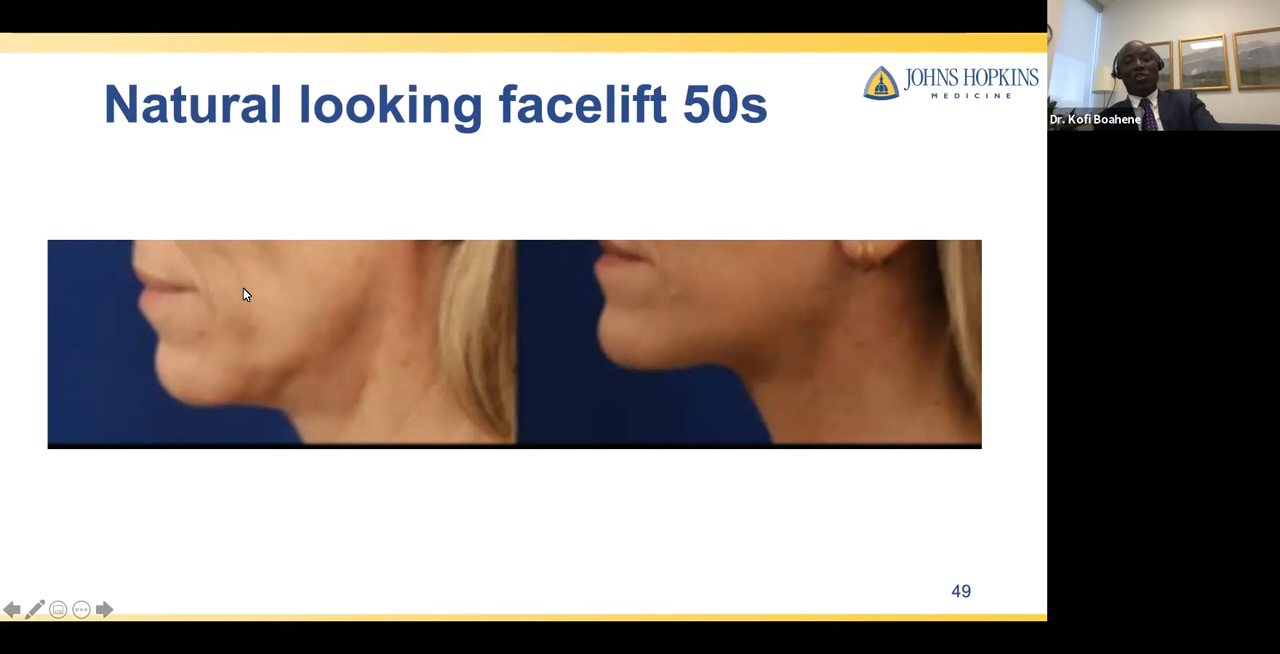 Natural looking facelift 50s
JOHNS HOPKINS
MEDICINE
Dr. Kofi Boahene
49